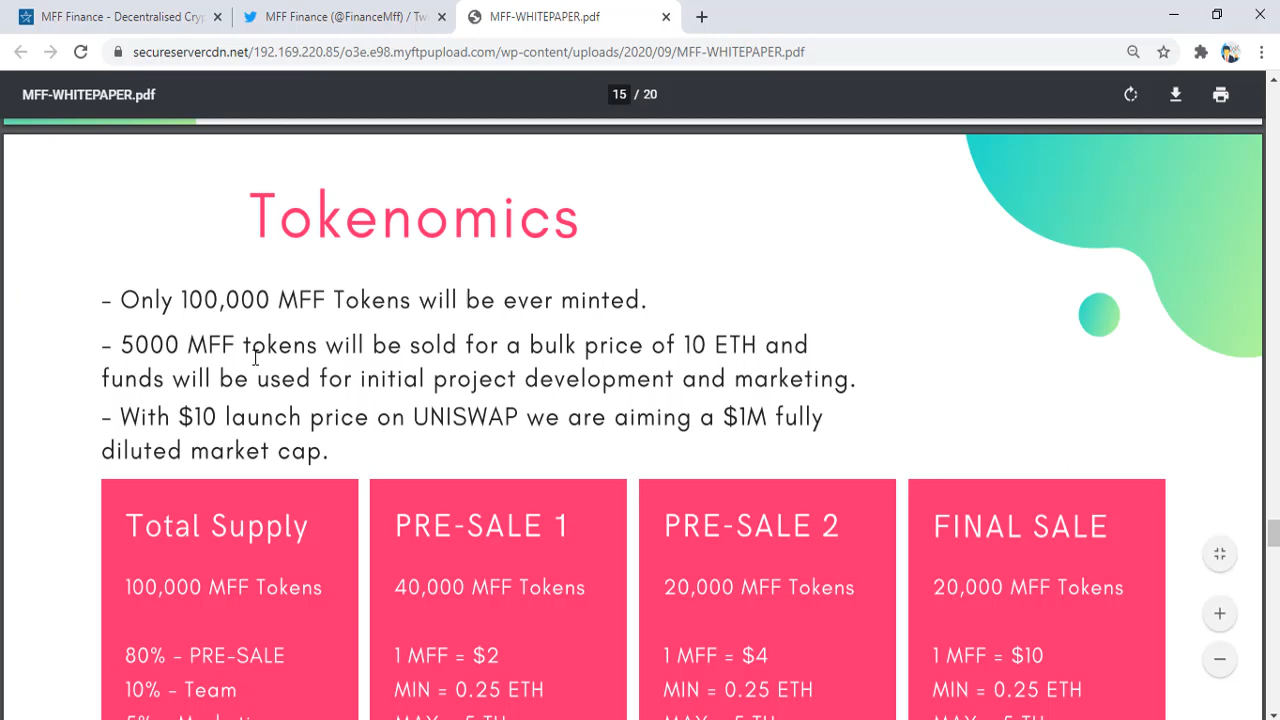 MFF Finance - Decentralised Cryp
MFF Finance (@FinanceMff) / Tw
MFF-WHITEPAPER.pdf
secureservercdn.net/192.169.220.85/o3e.e98.myftpupload.com/wp-content/uploads/2020/09/MFF-WHITEPAPER.pdf
MFF-WHITEPAPER.pdf
15 / 20
Tokenomics
- Only 100,000 MFF Tokens will be ever minted.
- 5000 MFF tokens will be sold for a bulk price of 10 ETH and
funds will be used for initial project development and marketing.
- With $10 launch price on UNISWAP we are aiming a $1M fully
diluted market cap.
Total Supply
100,000 MFF Tokens
80% - PRE-SALE
10% - Team
PRE-SALE 1
40,000 MFF Tokens
1 MFF = $2
MIN = 0.25 ETH
PRE-SALE 2
20,000 MFF Tokens
1 MFF = $4
MIN = 0.25 ETH
FINAL SALE
20,000 MFF Tokens
1 MFF = $10
MIN = 0.25 ETH